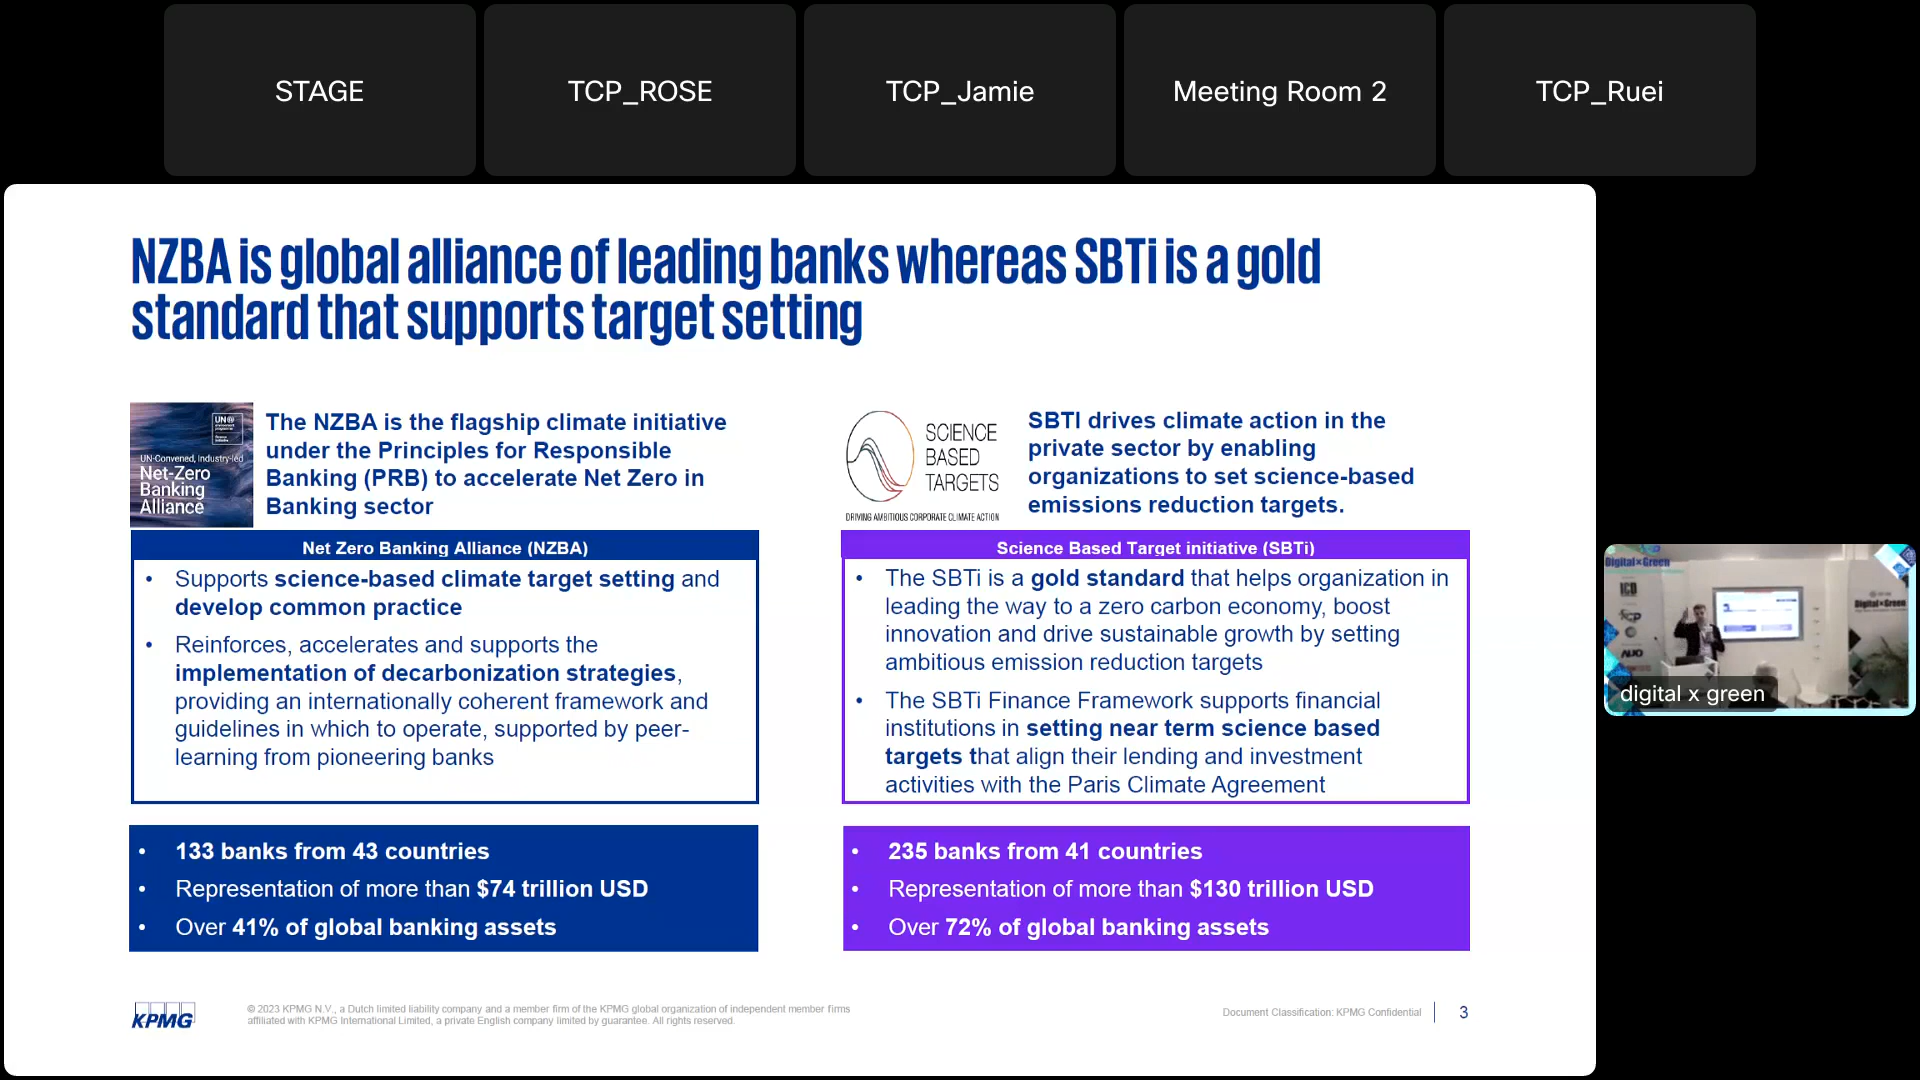 STAGE
TCP_ROSE
TCP_Jamie
Meeting Room 2
TCP_Ruei
NZBA is global alliance of leading banks whereas SBTi is a gold
standard that supports target setting
UN
UN-Convened, Industry-led
Net-Zero
Banking
Alliance
The NZBA is the flagship climate initiative
under the Principles for Responsible
Banking (PRB) to accelerate Net Zero in
Banking sector
Net Zero Banking Alliance (NZBA)
• Supports science-based climate target setting and
develop common practice
• Reinforces, accelerates and supports the
implementation of decarbonization strategies,
providing an internationally coherent framework and
guidelines in which to operate, supported by peer-
learning from pioneering banks
• 133 banks from 43 countries
• Representation of more than $74 trillion USD
• Over 41% of global banking assets
SCIENCE
BASED
TARGETS
DRIVING AMBITIOUS CORPORATE CLIMATE ACTION
SBTI drives climate action in the
private sector by enabling
organizations to set science-based
emissions reduction targets.
Science Based Target initiative (SBTi)
• The SBTi is a gold standard that helps organization in
leading the way to a zero carbon economy, boost
innovation and drive sustainable growth by setting
ambitious emission reduction targets
• The SBTi Finance Framework supports financial
institutions in setting near term science based
targets that align their lending and investment
activities with the Paris Climate Agreement
• 235 banks from 41 countries
• Representation of more than $130 trillion USD
• Over 72% of global banking assets
KPMG
© 2023 KPMG N.V., a Dutch limited liability company and a member firm of the KPMG global organization of independent member firms
affiliated with KPMG International Limited, a private English company limited by guarantee. All rights reserved.
Document Classification: KPMG Confidential
3
Digital×Green
ICD
TCP
AUO
Digital×Green
digital x green